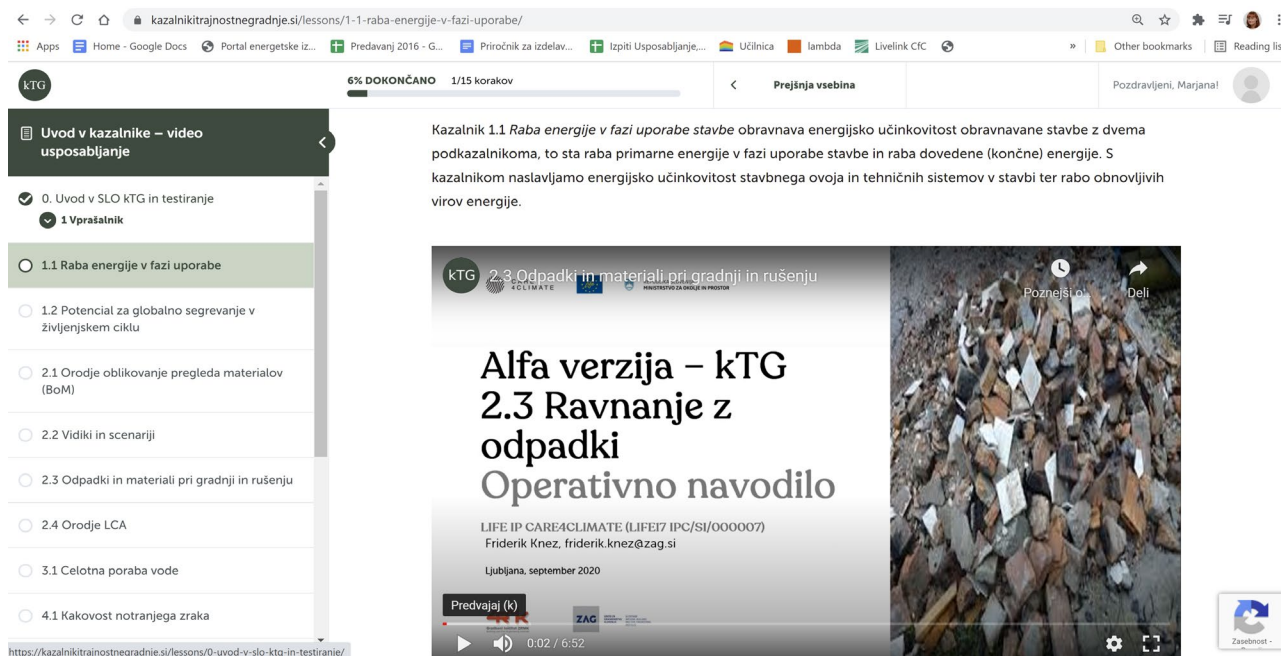 kazalnikitrajnostnegradnje.si/lessons/1-1-raba-energije-v-fazi-uporabe/
Apps Home - Google Docs Portal energetske iz... Predavanj 2016 - G... Priročnik za izdelav... Izpiti Usposabljanje,... Učilnica lambda Livelink CfC » Other bookmarks Reading lis
kTG
6% DOKONČANO 1/15 korakov
Prejšnja vsebina
Pozdravljeni, Marjana!
Uvod v kazalnike – video
usposabljanje
0. Uvod v SLO kTG in testiranje
1 Vprašalnik
1.1 Raba energije v fazi uporabe
1.2 Potencial za globalno segrevanje v
življenjskem ciklu
2.1 Orodje oblikovanje pregleda materialov
(BoM)
2.2 Vidiki in scenariji
2.3 Odpadki in materiali pri gradnji in rušenju
2.4 Orodje LCA
3.1 Celotna poraba vode
4.1 Kakovost notranjega zraka
https://kazalnikitrajnostnegradnje.si/lessons/0-uvod-v-slo-ktg-in-testiranje/
Kazalnik 1.1 Raba energije v fazi uporabe stavbe obravnava energijsko učinkovitost obravnavane stavbe z dvema
podkazalnikoma, to sta raba primarne energije v fazi uporabe stavbe in raba dovedene (končne) energije. S
kazalnikom naslavljamo energijsko učinkovitost stavbnega ovoja in tehničnih sistemov v stavbi ter rabo obnovljivih
virov energije.
kTG 2.3 Odpadki in materiali pri gradnji in rušenju
4CLIMATE
MINISTRSTVO ZA OKOLJE IN PROSTOR
Poznejši o... Deli
Alfa verzija – kTG
2.3 Ravnanje z
odpadki
Operativno navodilo
LIFE IP CARE4CLIMATE (LIFE17 IPC/SI/000007)
Friderik Knez, friderik.knez@zag.si
Ljubljana, september 2020
Predvajaj (k)
ZAG
0:02 / 6:52
Zasebnost -